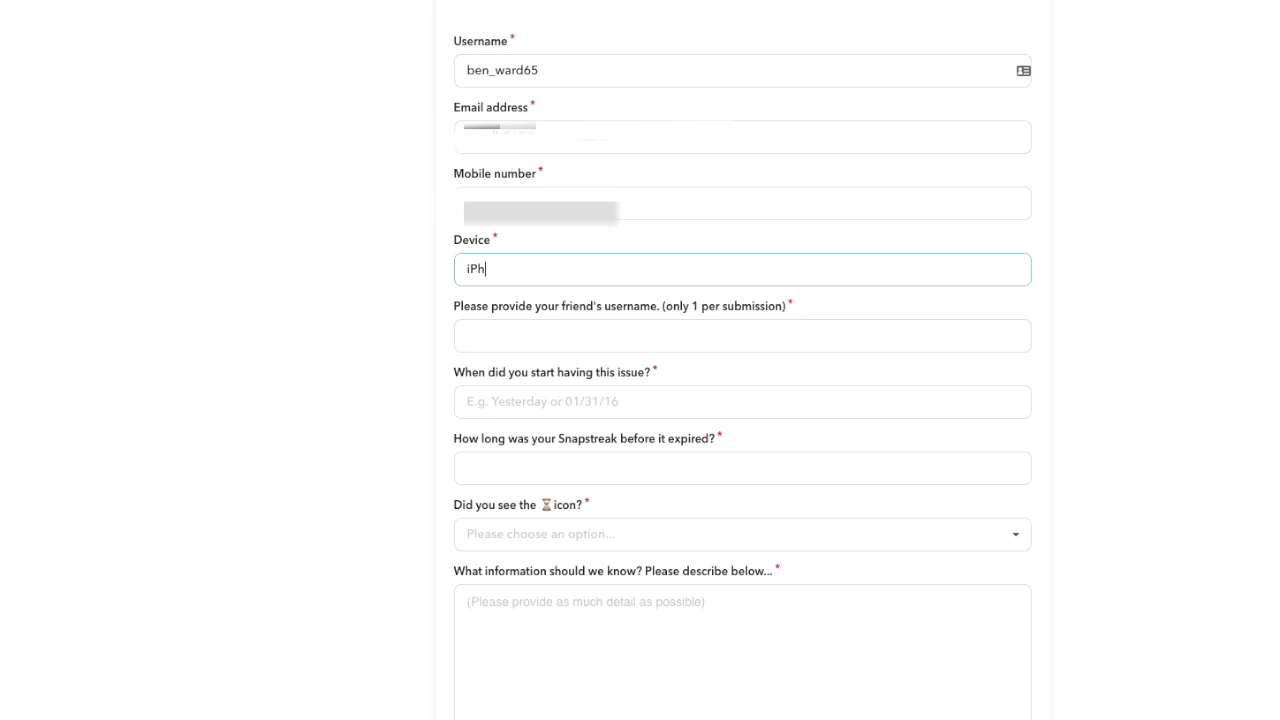 Username *
ben_ward65
Email address *
Mobile number *
Device *
iPh
Please provide your friend's username. (only 1 per submission) *
When did you start having this issue? *
E.g. Yesterday or 01/31/16
How long was your Snapstreak before it expired? *
Did you see the ⏳ icon? *
Please choose an option...
What information should we know? Please describe below... *
(Please provide as much detail as possible)